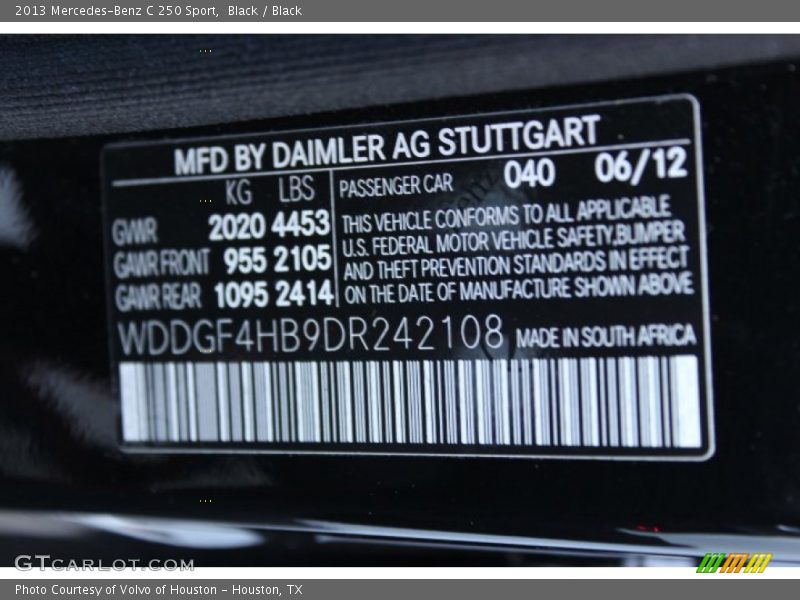 2013 Mercedes-Benz C 250 Sport,  Black / Black
MFD BY DAIMLER AG STUTTGART
KG LBS PASSENGER CAR 040 06/12
GWR 2020 4453 THIS VEHICLE CONFORMS TO ALL APPLICABLE
GAWR FRONT 955 2105 U.S. FEDERAL MOTOR VEHICLE SAFETY,BUMPER
GAWR REAR 1095 2414 AND THEFT PREVENTION STANDARDS IN EFFECT
ON THE DATE OF MANUFACTURE SHOWN ABOVE
WDDGF4HB9DR242108 MADE IN SOUTH AFRICA
GTCARLOT.COM
Photo Courtesy of Volvo of Houston - Houston, TX